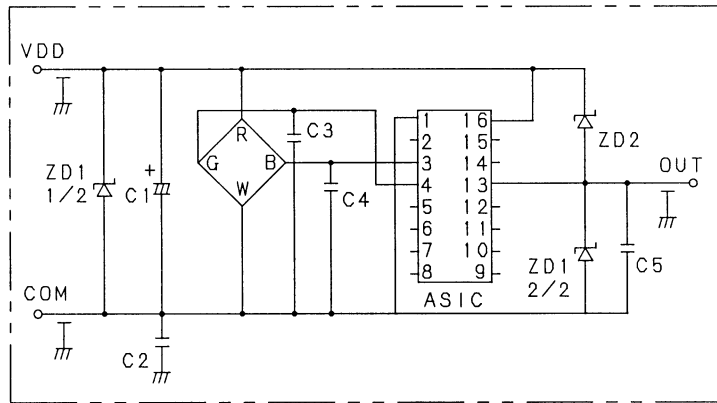 VDD
R
G B
W
C3
C4
ZD1
1/2
+
C1
COM
C2
1 16
2 15
3 14
4 13
5 12
6 11
7 10
8 9
ASIC
ZD2
OUT
ZD1
2/2
C5